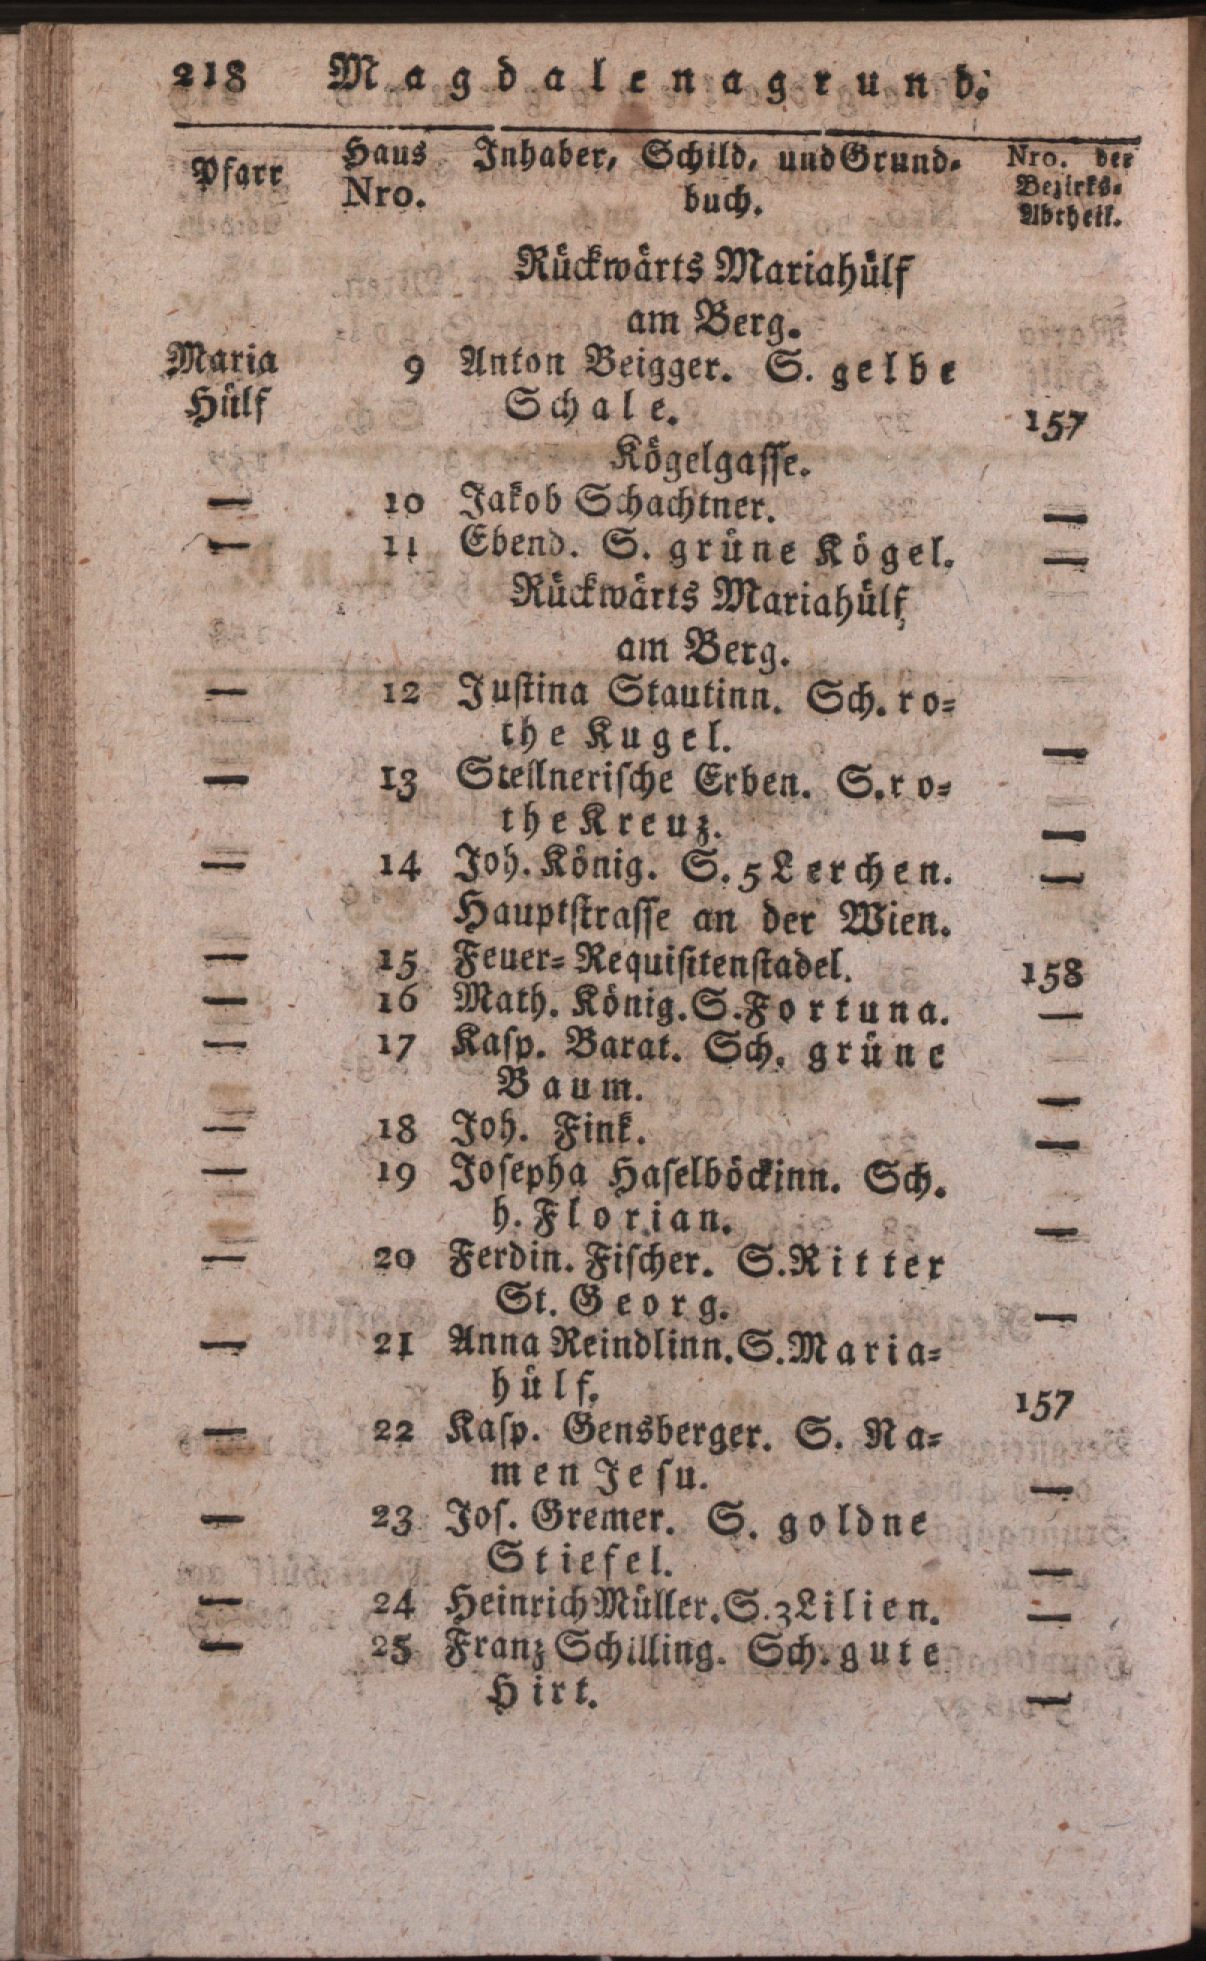 218 Magdalenagrund.
Pfarr Haus Nro. Inhaber, Schild, und Grund- buch. Nro. der Bezirks- Abtheil.
Rückwärts Mariahülf
am Berg.
Maria 9 Anton Beigger. S. gelbe
Hülf Schale. 157
Kögelgasse.
— 10 Jakob Schachtner. —
— 11 Ebend. S. grüne Kögel. —
Rückwärts Mariahülf
am Berg.
— 12 Justina Stautinn. Sch. ro-
the Kugel. —
— 13 Stellnerische Erben. S. ro-
the Kreuz. —
— 14 Joh. König. S. 5 Lerchen. —
Hauptstrasse an der Wien.
— 15 Feuer-Requisitenstadel. 158
— 16 Math. König. S. Fortuna. —
— 17 Kasp. Barat. Sch. grüne
Baum. —
— 18 Joh. Fink. —
— 19 Josepha Haselböckinn. Sch.
h. Florian. —
— 20 Ferdin. Fischer. S. Ritter
St. Georg. —
— 21 Anna Reindlinn. S. Maria-
hülf. 157
— 22 Kasp. Gensberger. S. Na-
men Jesu. —
— 23 Jos. Gremer. S. goldne
Stiefel. —
— 24 Heinrich Müller. S. 3 Lilien. —
— 25 Franz Schilling. Sch. gute
Hirt. —